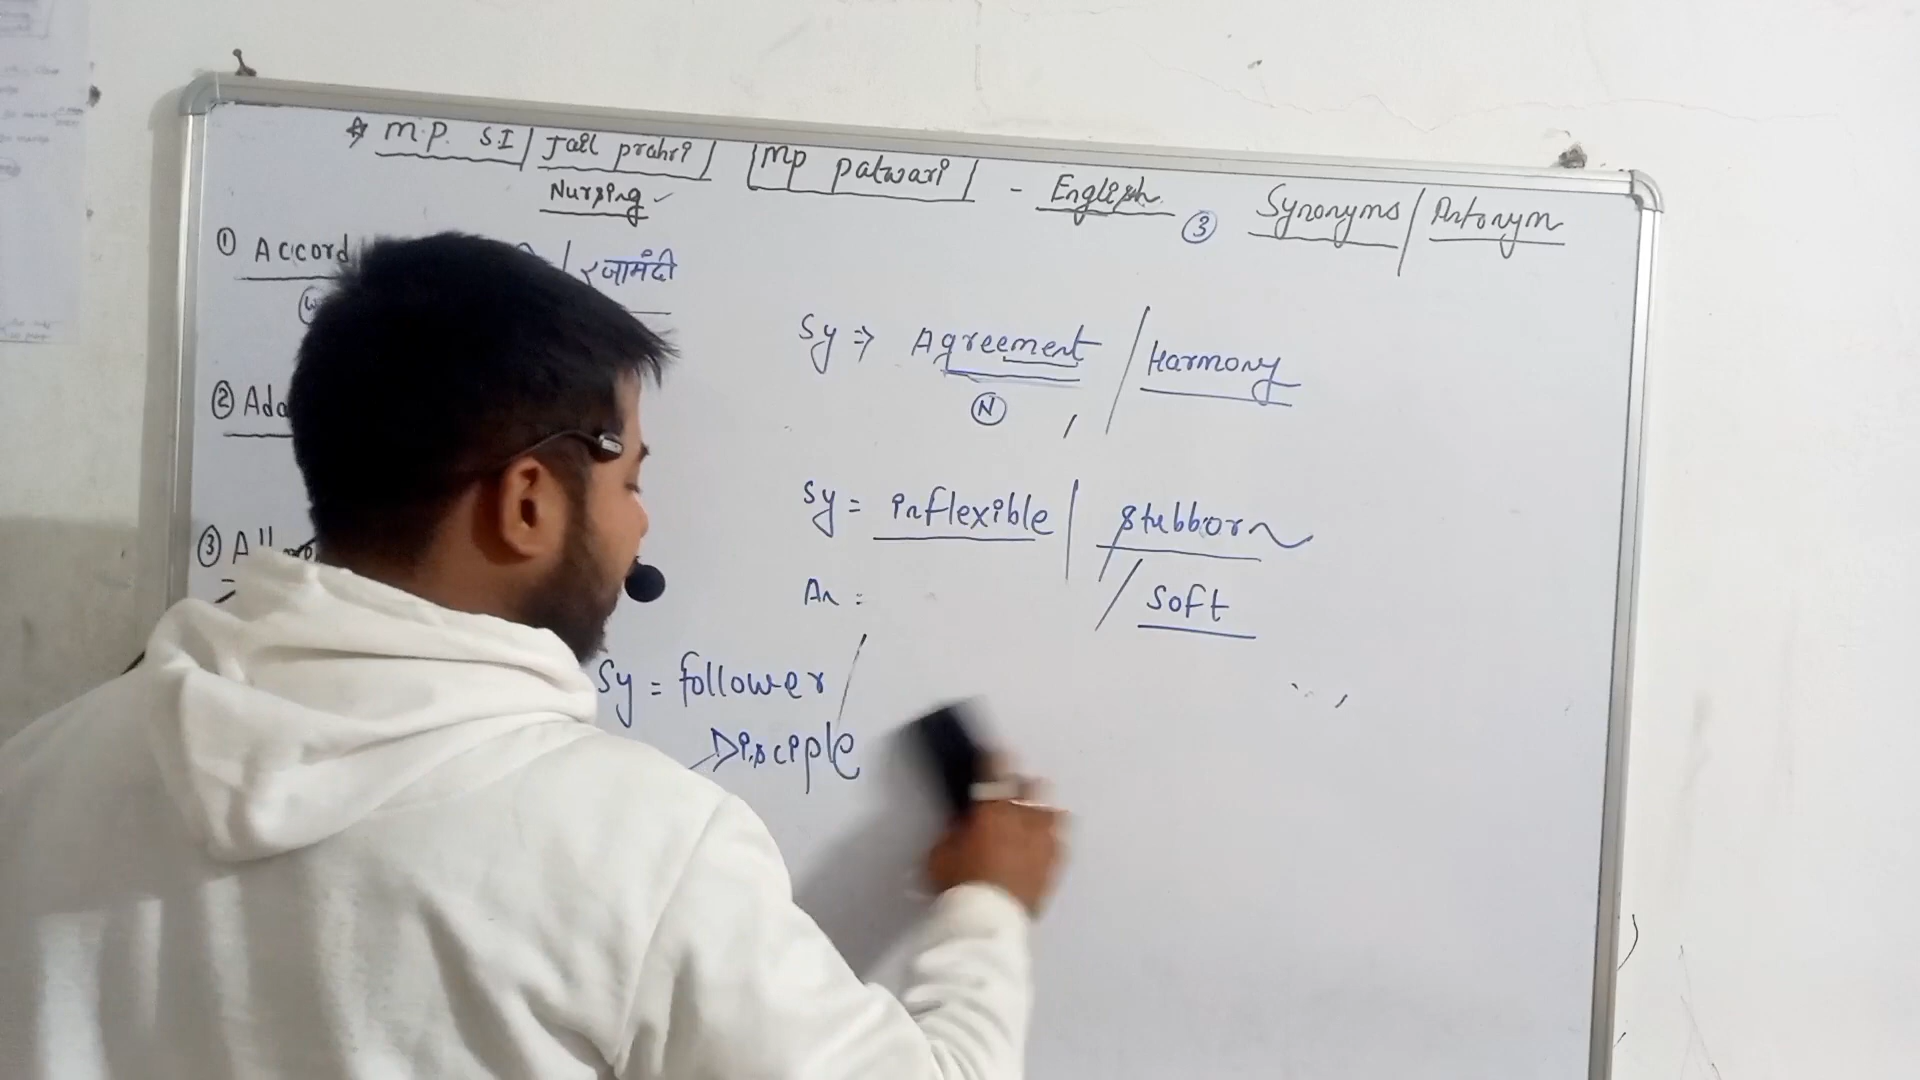 * M.P. SI / Jail prahri / [MP patwari / - English. ③ Synonyms / Antonym
Nursing ✓
① Accord / रजामंदी
Sy ⇒ Agreement / Harmony
Ⓝ
② Ada
Sy = inflexible / stubborn
③ All
An = / Soft
Sy = follower /
Disciple